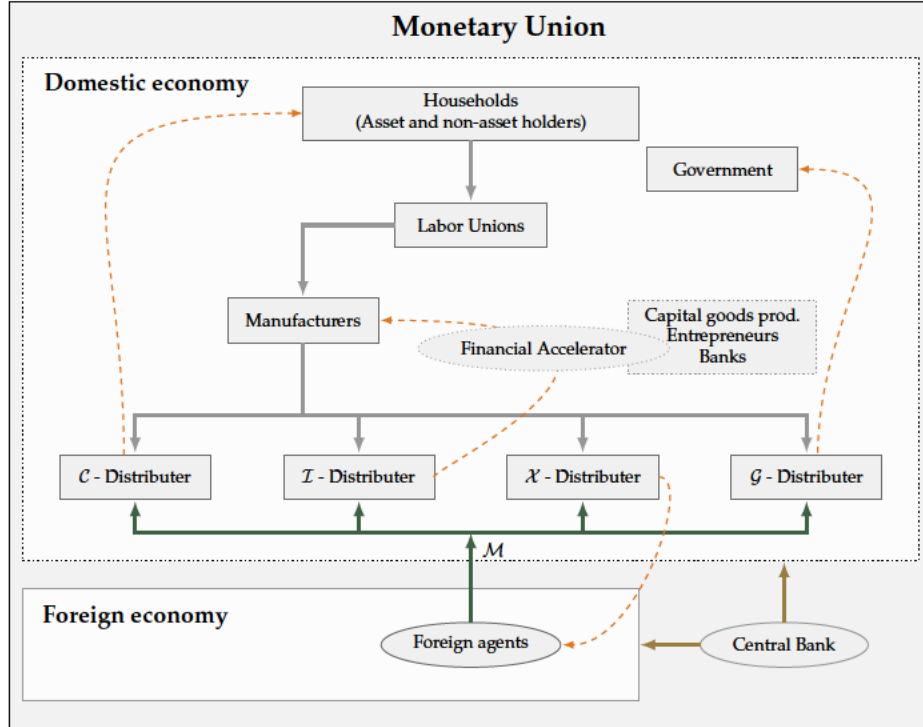 Monetary Union
Domestic economy
Households
(Asset and non-asset holders)
Government
Labor Unions
Manufacturers
Capital goods prod.
Entrepreneurs
Banks
Financial Accelerator
𝒞 - Distributer
ℐ - Distributer
𝒳 - Distributer
𝒢 - Distributer
ℳ
Foreign economy
Foreign agents
Central Bank